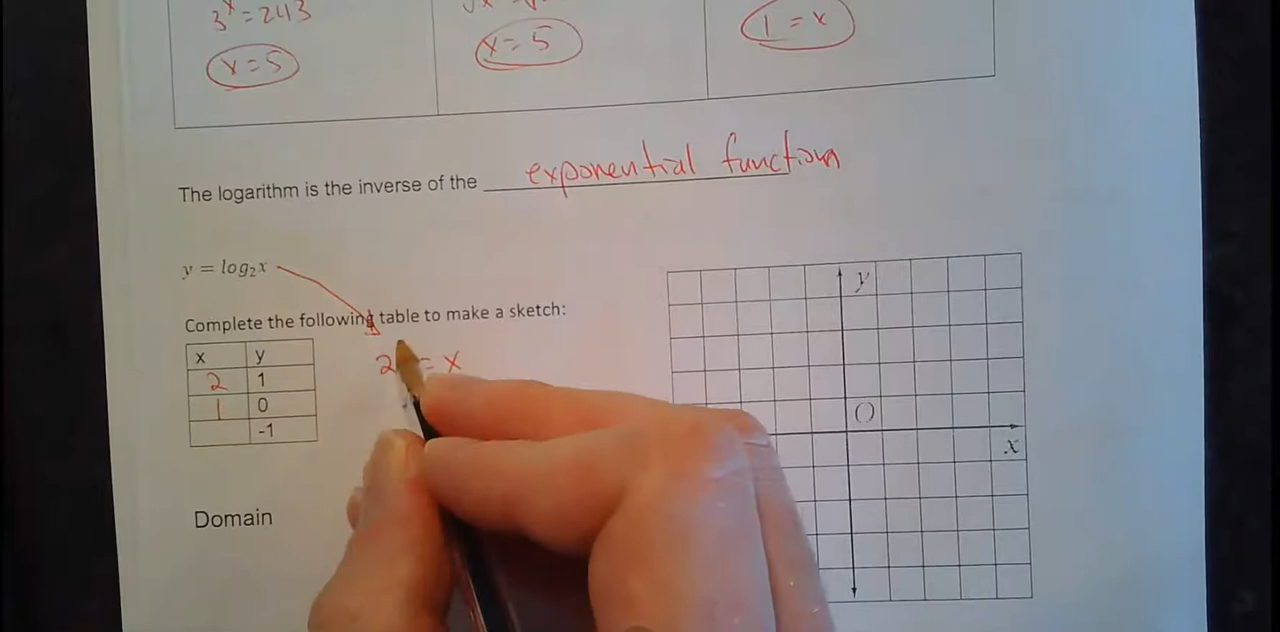 3^x = 243
x = 5
x = 5
1 = x
The logarithm is the inverse of the exponential function
y = log₂x
Complete the following table to make a sketch:
x y
2 1
1 0
-1
2 = x
Domain
y
O
x